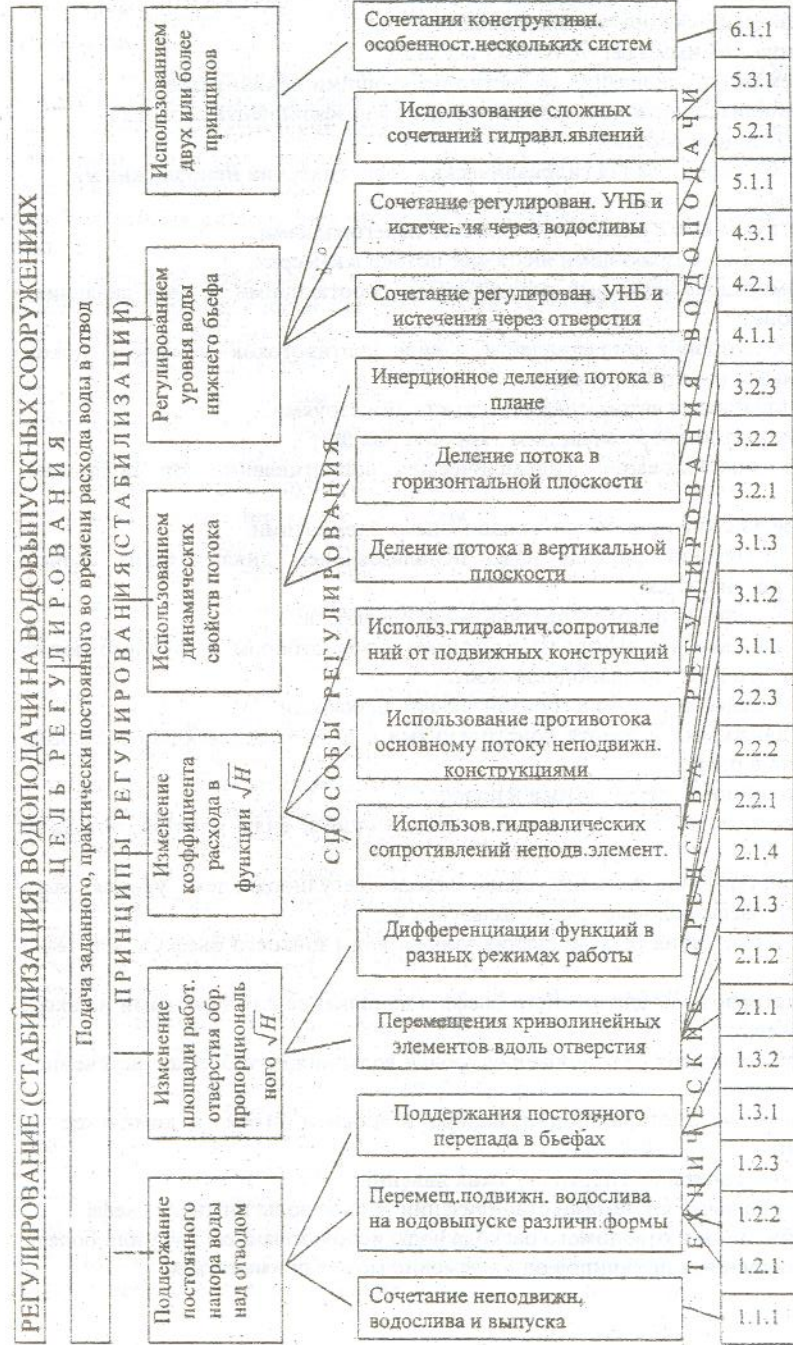 РЕГУЛИРОВАНИЕ (СТАБИЛИЗАЦИЯ) ВОДОПОДАЧИ НА ВОДОВЫПУСКНЫХ СООРУЖЕНИЯХ
ЦЕЛЬ РЕГУЛИРОВАНИЯ
Подача заданного, практически постоянного во времени расхода воды в отвод
ПРИНЦИПЫ РЕГУЛИРОВАНИЯ (СТАБИЛИЗАЦИИ)
Поддержание
постоянного
напора воды
над отводом
Изменение
площади работ.
отверстия обр.
пропорциональ
ного √H
Изменение
коэффициента
расхода в
функции √H
Использованием
динамических
свойств потока
Регулированием
уровня воды
нижнего бьефа
Использованием
двух или более
принципов
СПОСОБЫ РЕГУЛИРОВАНИЯ
Сочетания конструктивн.
особенност.нескольких систем
Использование сложных
сочетаний гидравл.явлений
Сочетание регулирован. УНБ и
истечения через водосливы
Сочетание регулирован. УНБ и
истечения через отверстия
Инерционное деление потока в
плане
Деление потока в
горизонтальной плоскости
Деление потока в вертикальной
плоскости
Использ.гидравлич.сопротивле
ний от подвижных конструкций
Использование противотока
основному потоку неподвижн.
конструкциями
Использов.гидравлических
сопротивлений неподв.элемент.
Дифференциации функций в
разных режимах работы
Перемещения криволинейных
элементов вдоль отверстия
Поддержания постоянного
перепада в бьефах
Перемещ.подвижн. водослива
на водовыпуске различн.формы
Сочетание неподвижн.
водослива и выпуска
ТЕХНИЧЕСКИЕ СРЕДСТВА РЕГУЛИРОВАНИЯ ВОДОПОДАЧИ
6.1.1
5.3.1
5.2.1
5.1.1
4.3.1
4.2.1
4.1.1
3.2.3
3.2.2
3.2.1
3.1.3
3.1.2
3.1.1
2.2.3
2.2.2
2.2.1
2.1.4
2.1.3
2.1.2
2.1.1
1.3.2
1.3.1
1.2.3
1.2.2
1.2.1
1.1.1